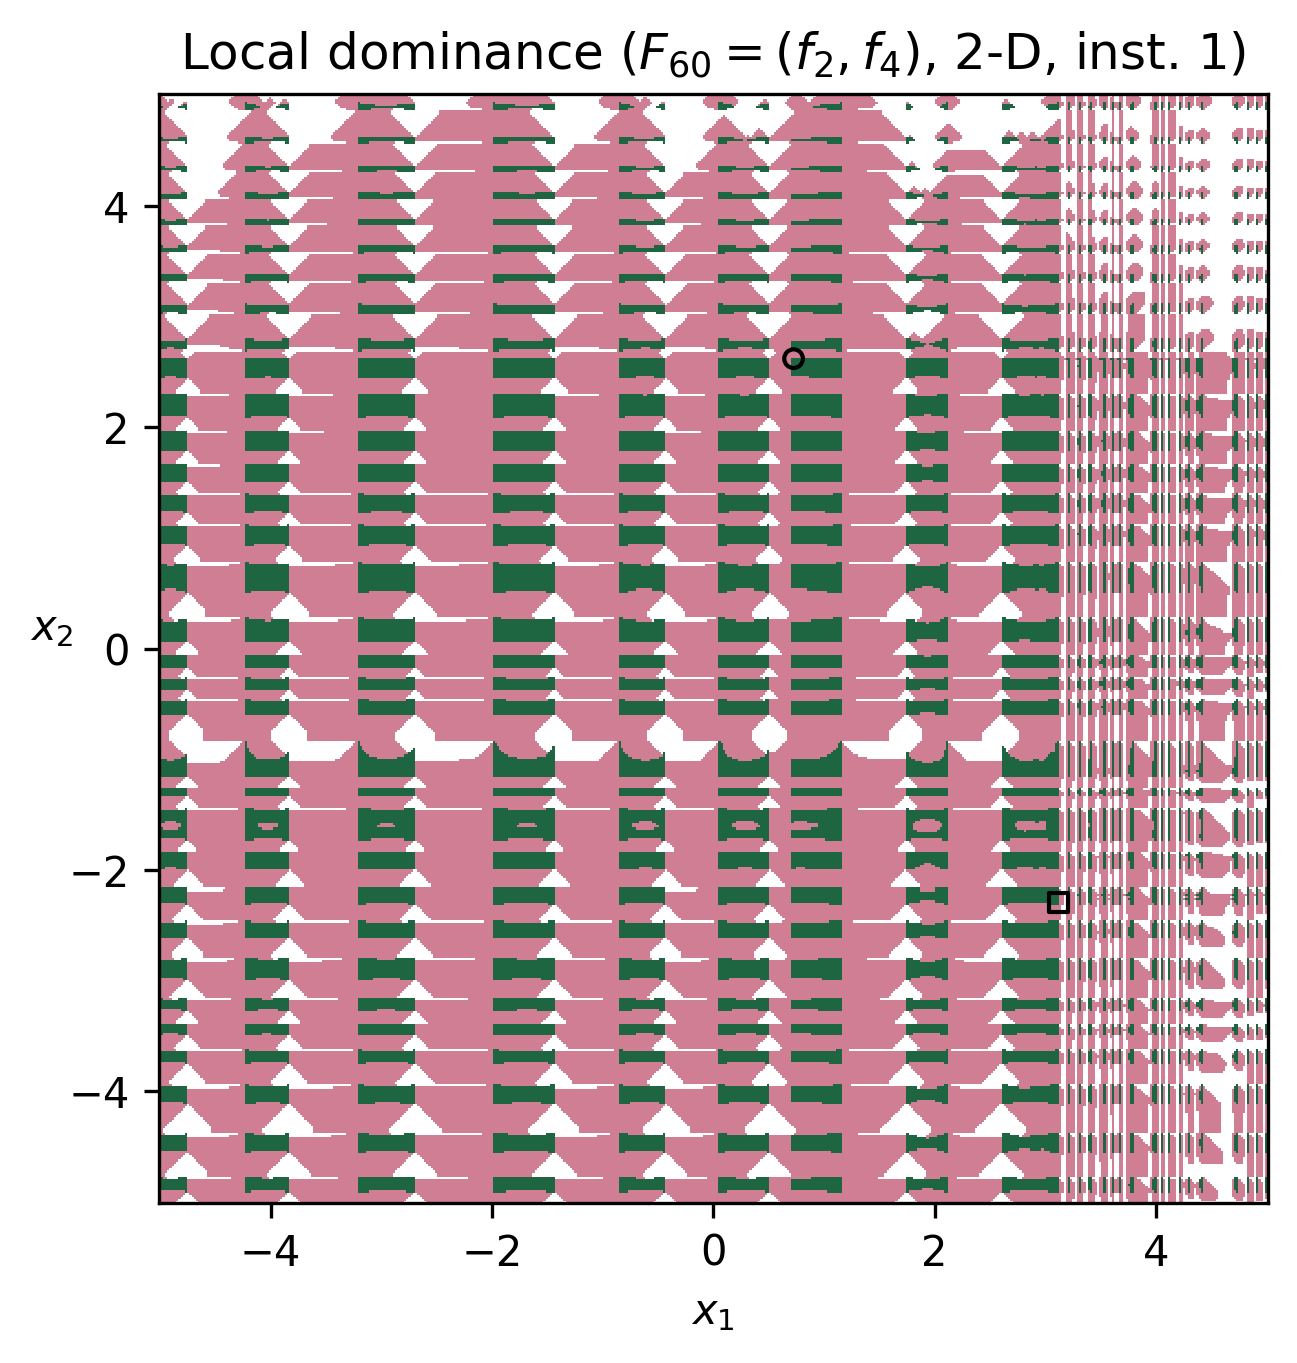 Local dominance (F₆₀ = (f₂, f₄), 2-D, inst. 1)
4
2
0
−2
−4
x₂
−4 −2 0 2 4
x₁